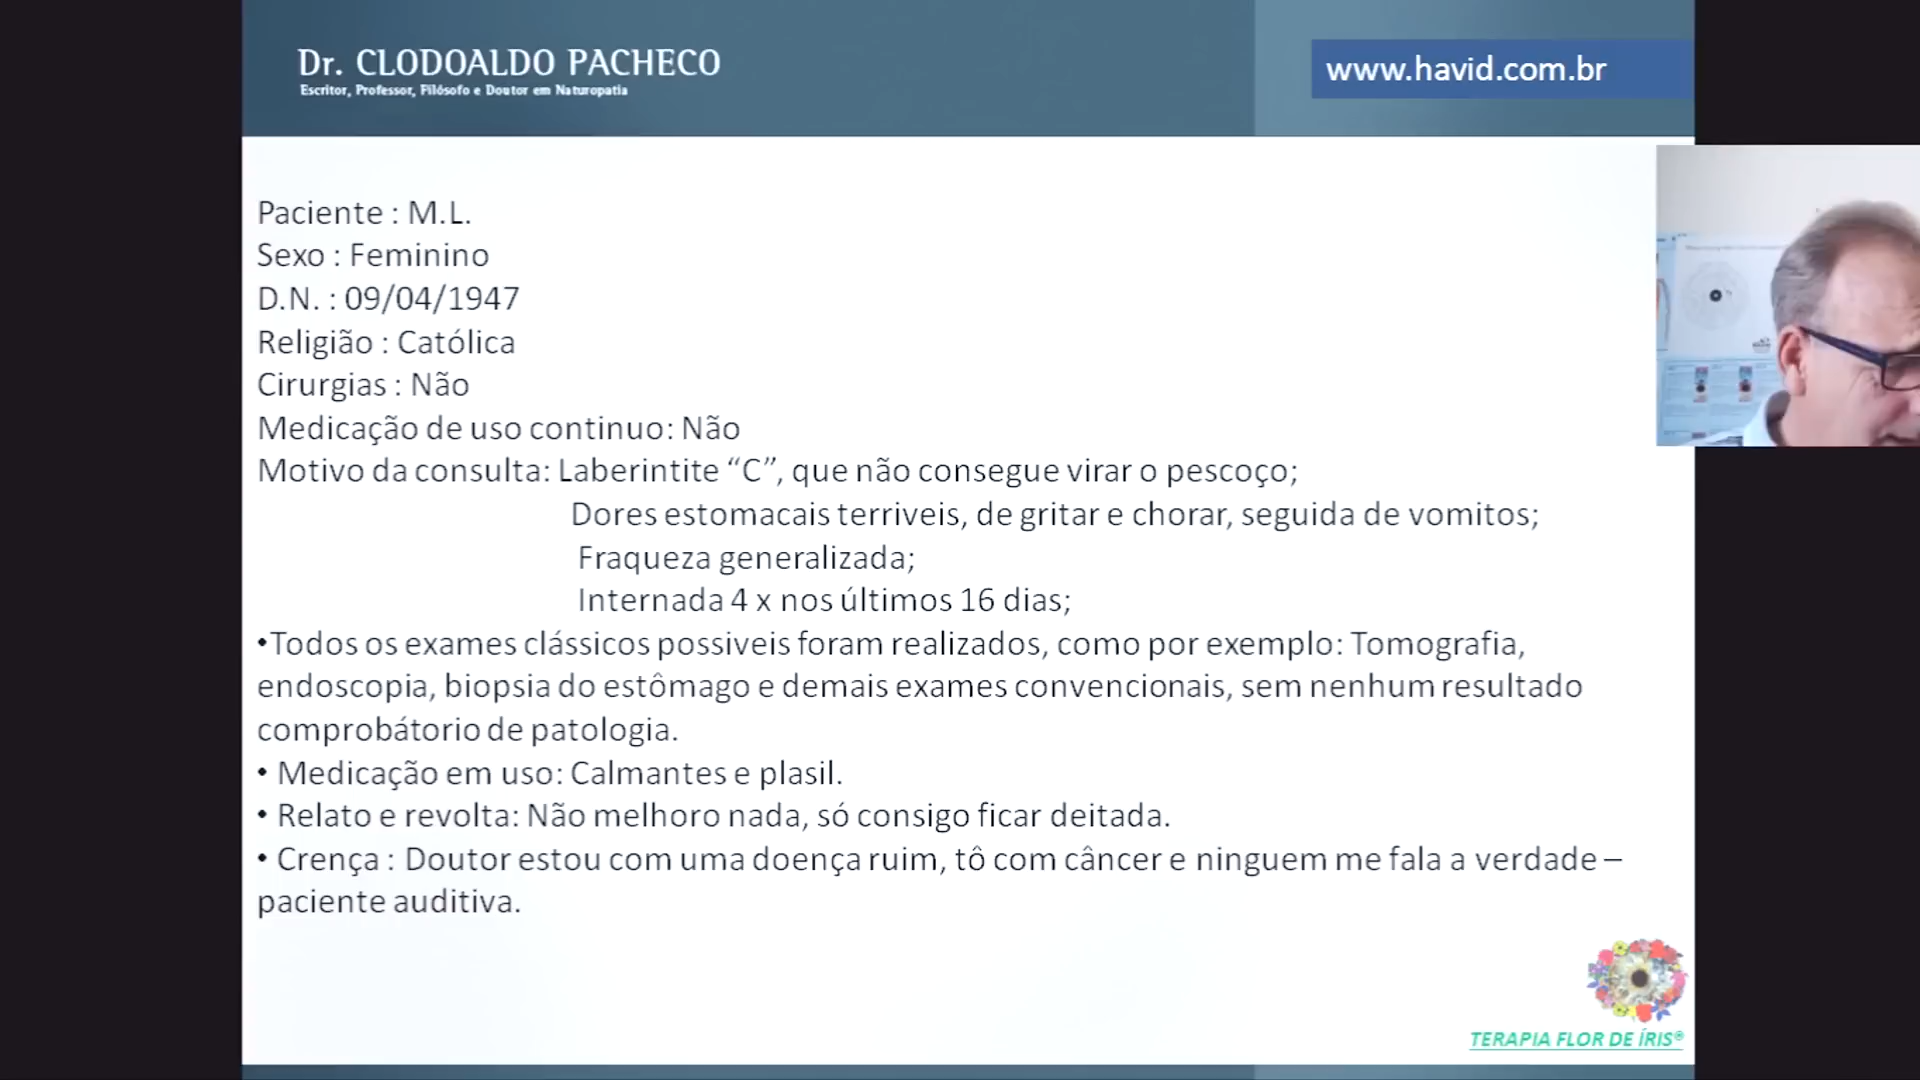 Dr. CLODOALDO PACHECO
Escritor, Professor, Filósofo e Doutor em Naturopatia
www.havid.com.br
Paciente : M.L.
Sexo : Feminino
D.N. : 09/04/1947
Religião : Católica
Cirurgias : Não
Medicação de uso continuo: Não
Motivo da consulta: Laberintite “C”, que não consegue virar o pescoço;
Dores estomacais terriveis, de gritar e chorar, seguida de vomitos;
Fraqueza generalizada;
Internada 4 x nos últimos 16 dias;
•Todos os exames clássicos possiveis foram realizados, como por exemplo: Tomografia,
endoscopia, biopsia do estômago e demais exames convencionais, sem nenhum resultado
comprobátorio de patologia.
• Medicação em uso: Calmantes e plasil.
• Relato e revolta: Não melhoro nada, só consigo ficar deitada.
• Crença : Doutor estou com uma doença ruim, tô com câncer e ninguem me fala a verdade –
paciente auditiva.
TERAPIA FLOR DE ÍRIS®